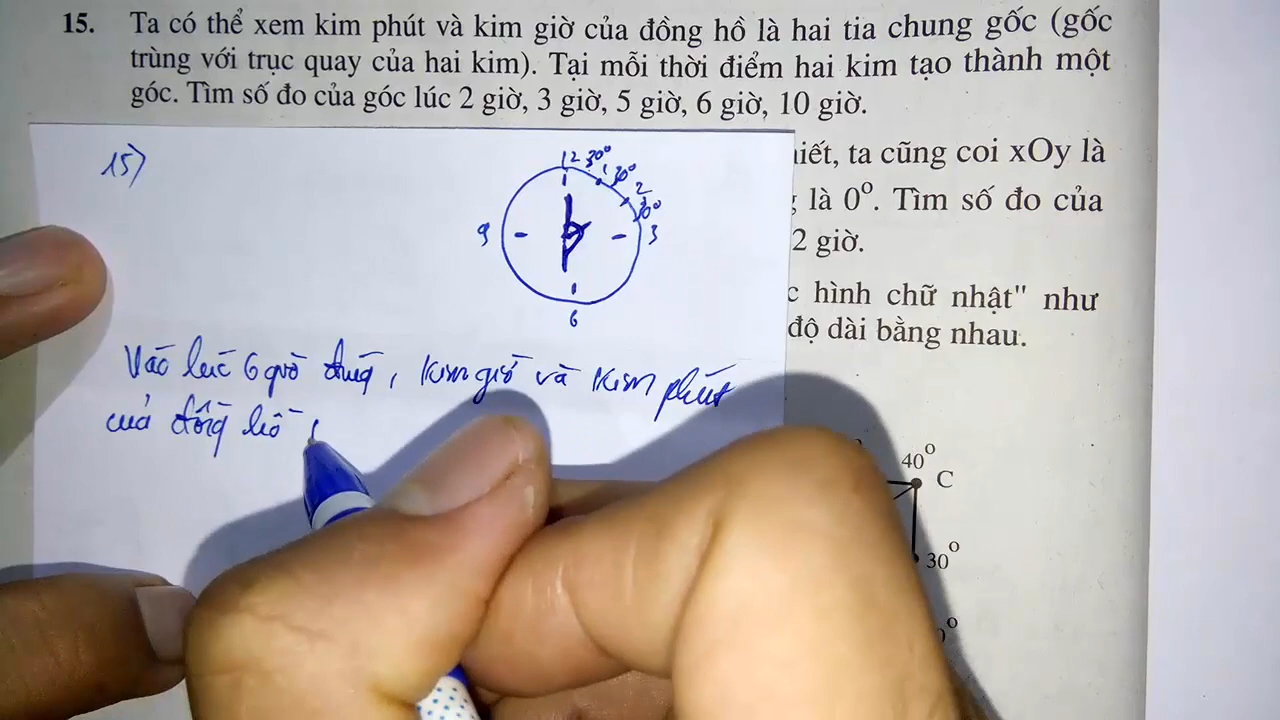 15. Ta có thể xem kim phút và kim giờ của đồng hồ là hai tia chung gốc (gốc
trùng với trục quay của hai kim). Tại mỗi thời điểm hai kim tạo thành một
góc. Tìm số đo của góc lúc 2 giờ, 3 giờ, 5 giờ, 6 giờ, 10 giờ.
15)
12 30° 1 30° 2 30°
9 3
6
iết, ta cũng coi xOy là
là 0°. Tìm số đo của
2 giờ.
c hình chữ nhật" như
độ dài bằng nhau.
Vào lúc 6 giờ đúng, kim giờ và kim phút
của đồng hồ
40° C
30°